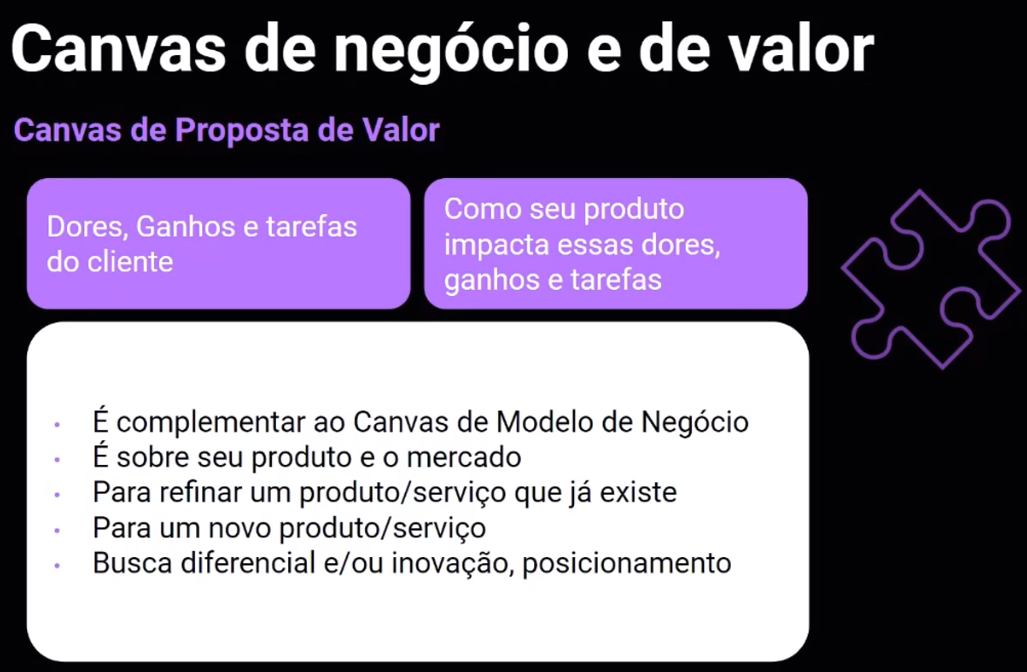 Canvas de negócio e de valor
Canvas de Proposta de Valor
Dores, Ganhos e tarefas
do cliente
Como seu produto
impacta essas dores,
ganhos e tarefas
• É complementar ao Canvas de Modelo de Negócio
• É sobre seu produto e o mercado
• Para refinar um produto/serviço que já existe
• Para um novo produto/serviço
• Busca diferencial e/ou inovação, posicionamento